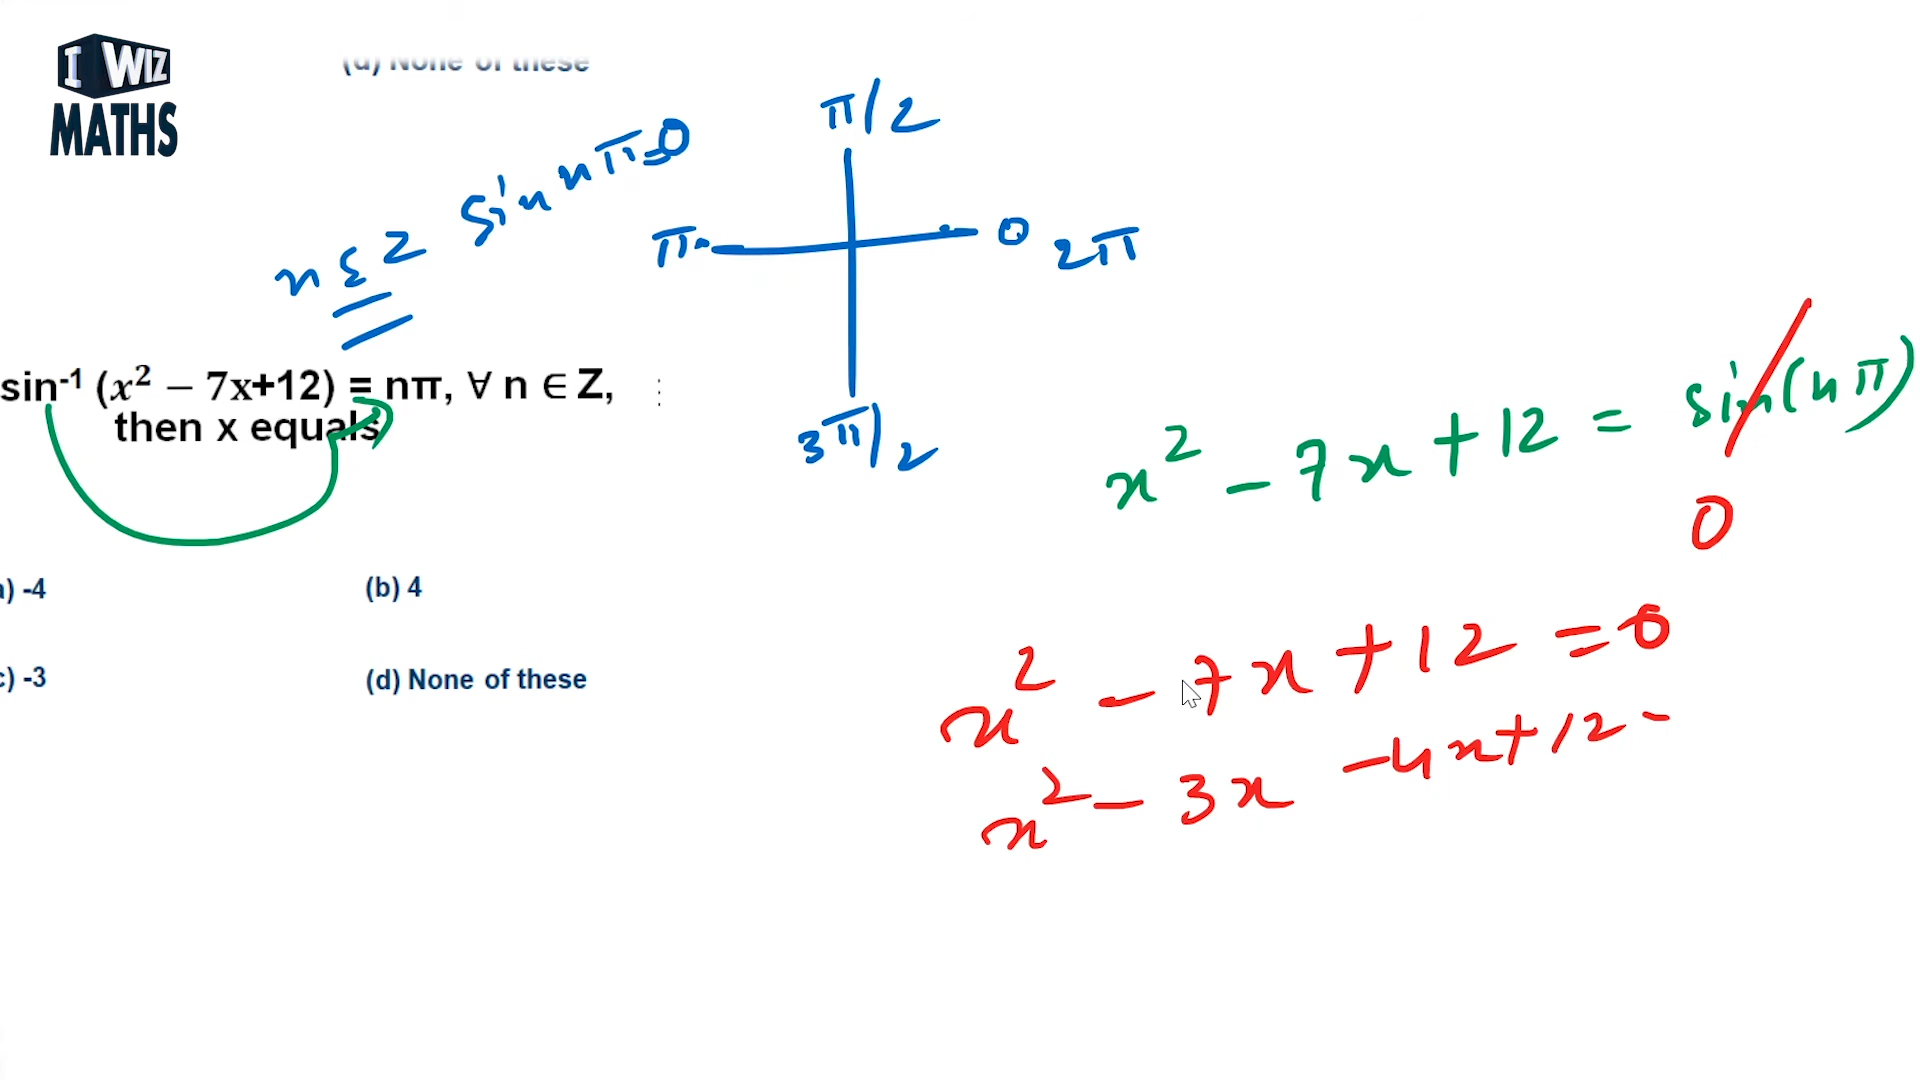 I WIZ
MATHS
(d) None of these
π/2
sin nπ=0
n ε Z
π
0 2π
3π/2
sin⁻¹ (x² − 7x+12) = nπ, ∀ n ∈ Z,
then x equals
x² - 7x + 12 = sin(nπ)
0
) -4
(b) 4
c) -3
(d) None of these
x² - 7x + 12 = 0
x² - 3x - 4x + 12 =